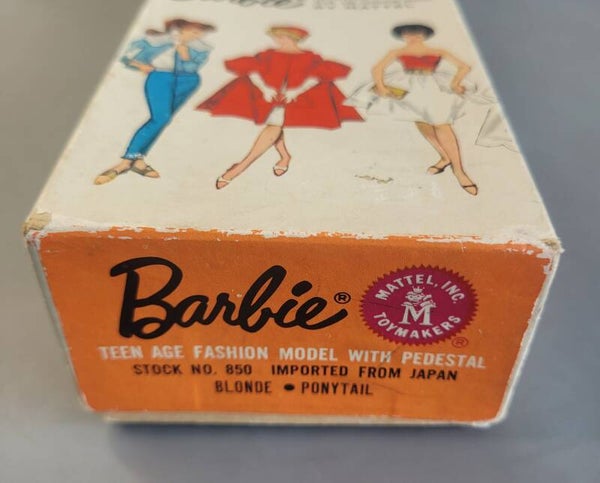 Barbie®
MATTEL, INC.
M
TOYMAKERS
®
TEEN AGE FASHION MODEL WITH PEDESTAL
STOCK NO. 850 IMPORTED FROM JAPAN
BLONDE • PONYTAIL